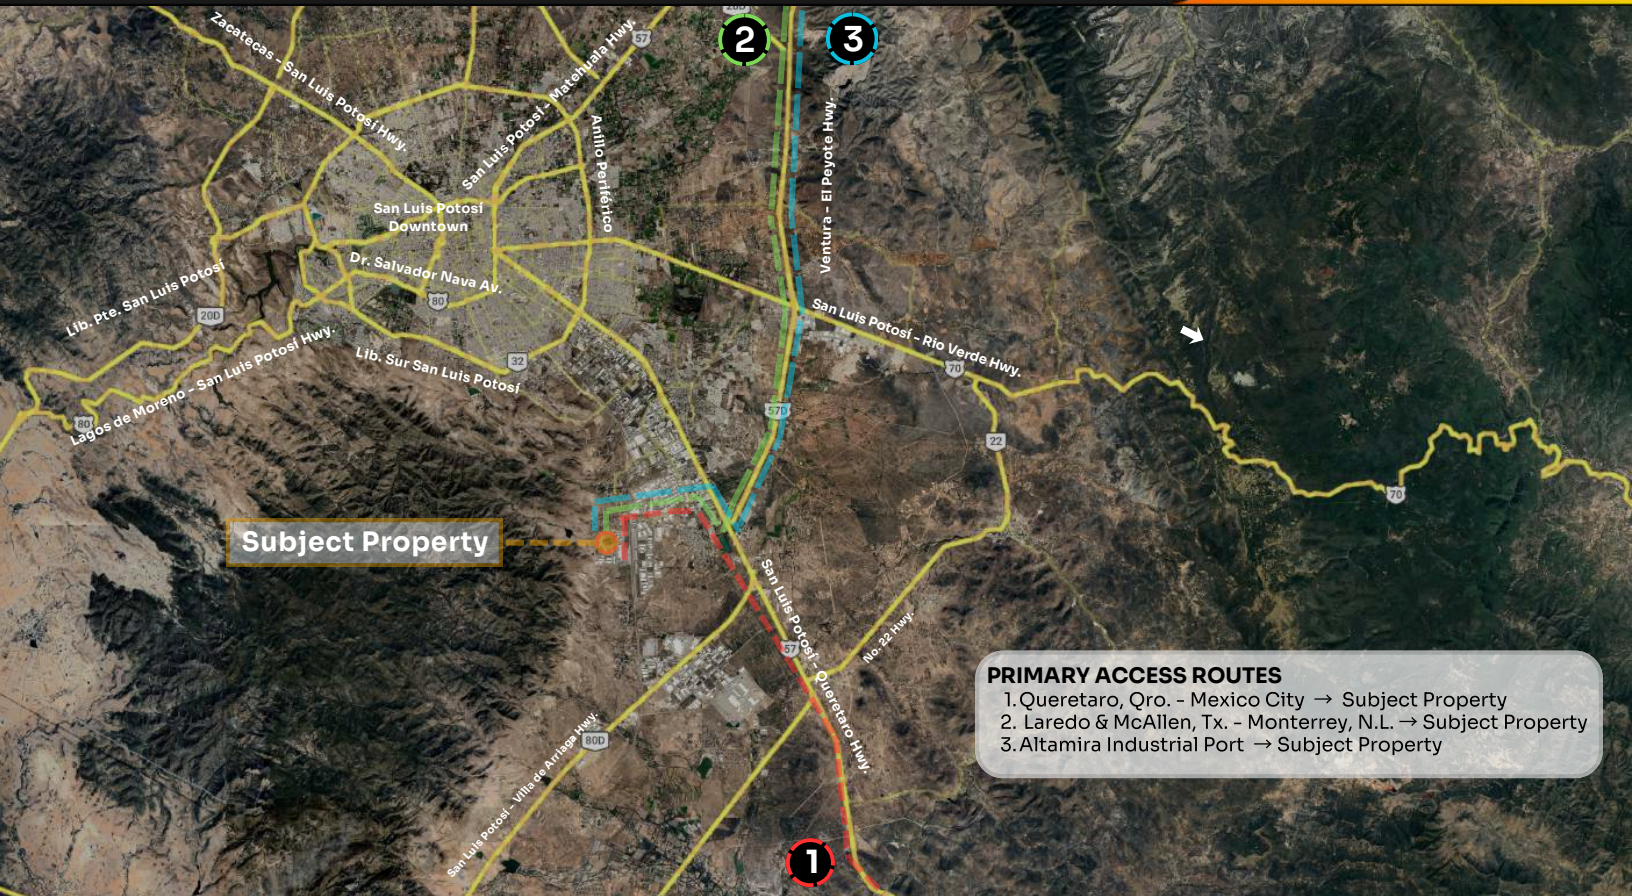 20D
2
3
57
Zacatecas - San Luis Potosí Hwy.
San Luis Potosí - Matehuala Hwy.
Anillo Periférico
Ventura - El Peyote Hwy.
San Luis Potosí
Downtown
Dr. Salvador Nava Av.
80
Lib. Pte. San Luis Potosí
20D
Lagos de Moreno - San Luis Potosí Hwy.
80
Lib. Sur San Luis Potosí
32
San Luis Potosí - Rio Verde Hwy.
70
57D
22
70
Subject Property
San Luis Potosí - Queretaro Hwy.
57
No. 22 Hwy.
80D
San Luis Potosí - Villa de Arriaga Hwy.
1
PRIMARY ACCESS ROUTES
1. Queretaro, Qro. - Mexico City → Subject Property
2. Laredo & McAllen, Tx. - Monterrey, N.L. → Subject Property
3. Altamira Industrial Port → Subject Property